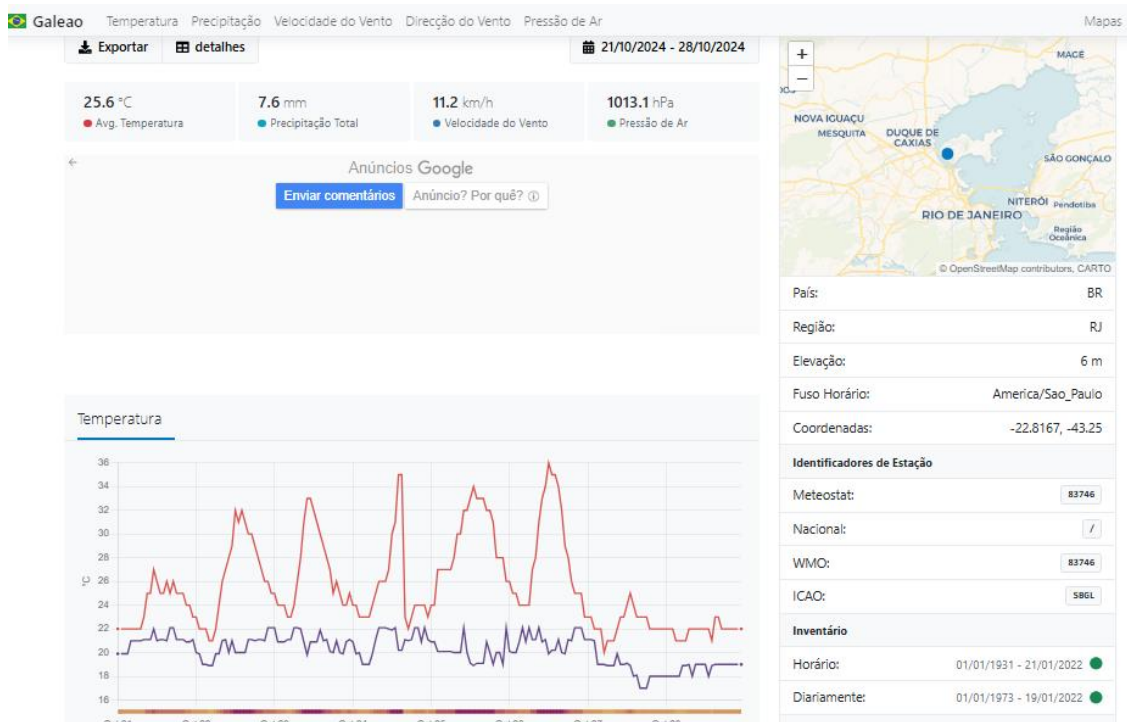 Galeao Temperatura Precipitação Velocidade do Vento Direcção do Vento Pressão de Ar Mapas
Exportar detalhes 21/10/2024 - 28/10/2024
25.6 °C 7.6 mm 11.2 km/h 1013.1 hPa
Avg. Temperatura Precipitação Total Velocidade do Vento Pressão de Ar
Anúncios Google
Enviar comentários Anúncio? Por quê?
Temperatura
36
34
32
30
28
°C 26
24
22
20
18
16
+
−
MAGÉ
NOVA IGUAÇU
MESQUITA
DUQUE DE
CAXIAS
SÃO GONÇALO
NITERÓI Pendotiba
RIO DE JANEIRO
Região
Oceânica
© OpenStreetMap contributors, CARTO
País: BR
Região: RJ
Elevação: 6 m
Fuso Horário: America/Sao_Paulo
Coordenadas: -22.8167, -43.25
Identificadores de Estação
Meteostat: 83746
Nacional: /
WMO: 83746
ICAO: SBGL
Inventário
Horário: 01/01/1931 - 21/01/2022
Diariamente: 01/01/1973 - 19/01/2022